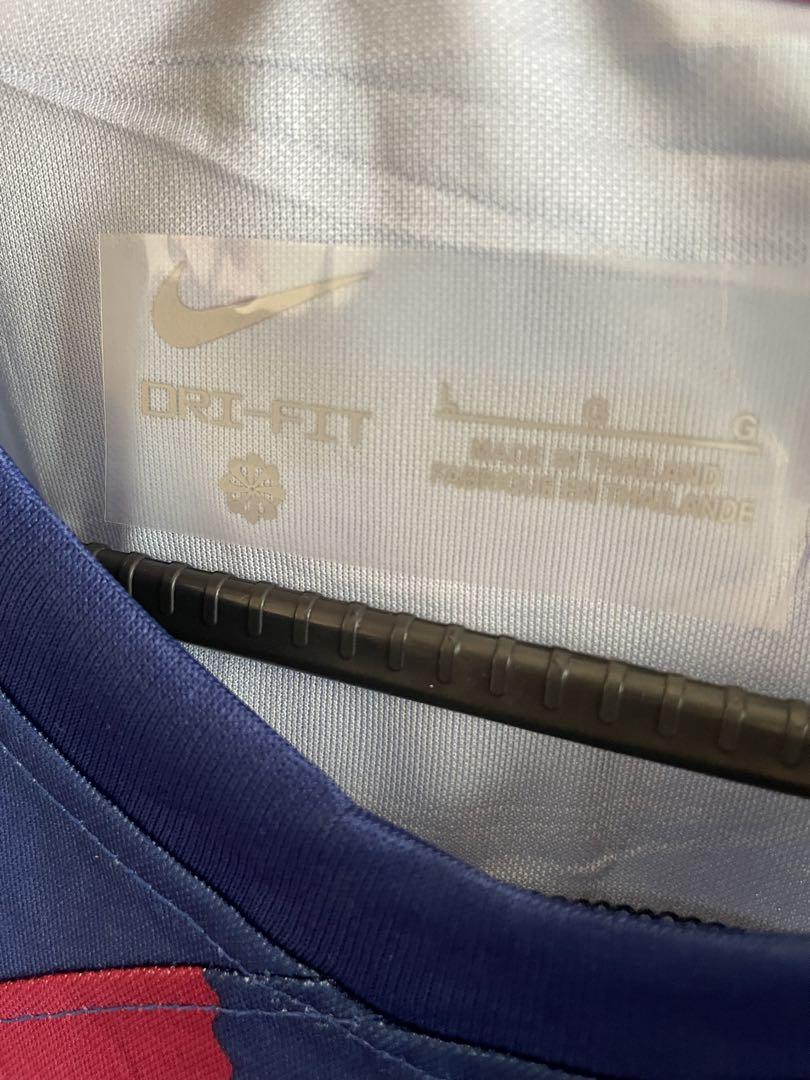 DRI-FIT
L G G
MADE IN THAILAND
FABRIQUÉ EN THAÏLANDE